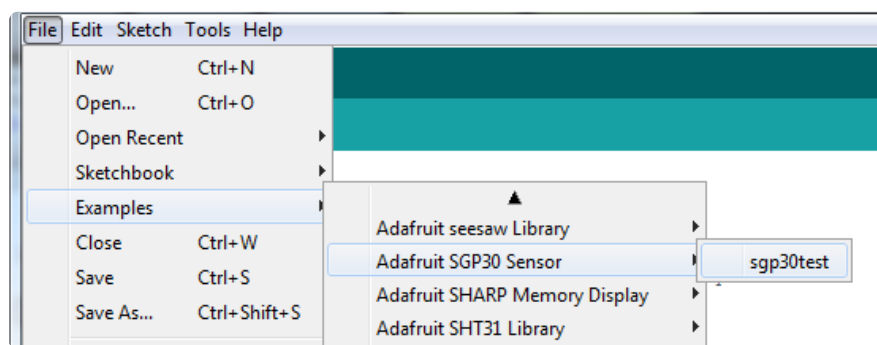 File Edit Sketch Tools Help
New Ctrl+N
Open... Ctrl+O
Open Recent
Sketchbook
Examples
Close Ctrl+W
Save Ctrl+S
Save As... Ctrl+Shift+S
Adafruit seesaw Library
Adafruit SGP30 Sensor
Adafruit SHARP Memory Display
Adafruit SHT31 Library
sgp30test